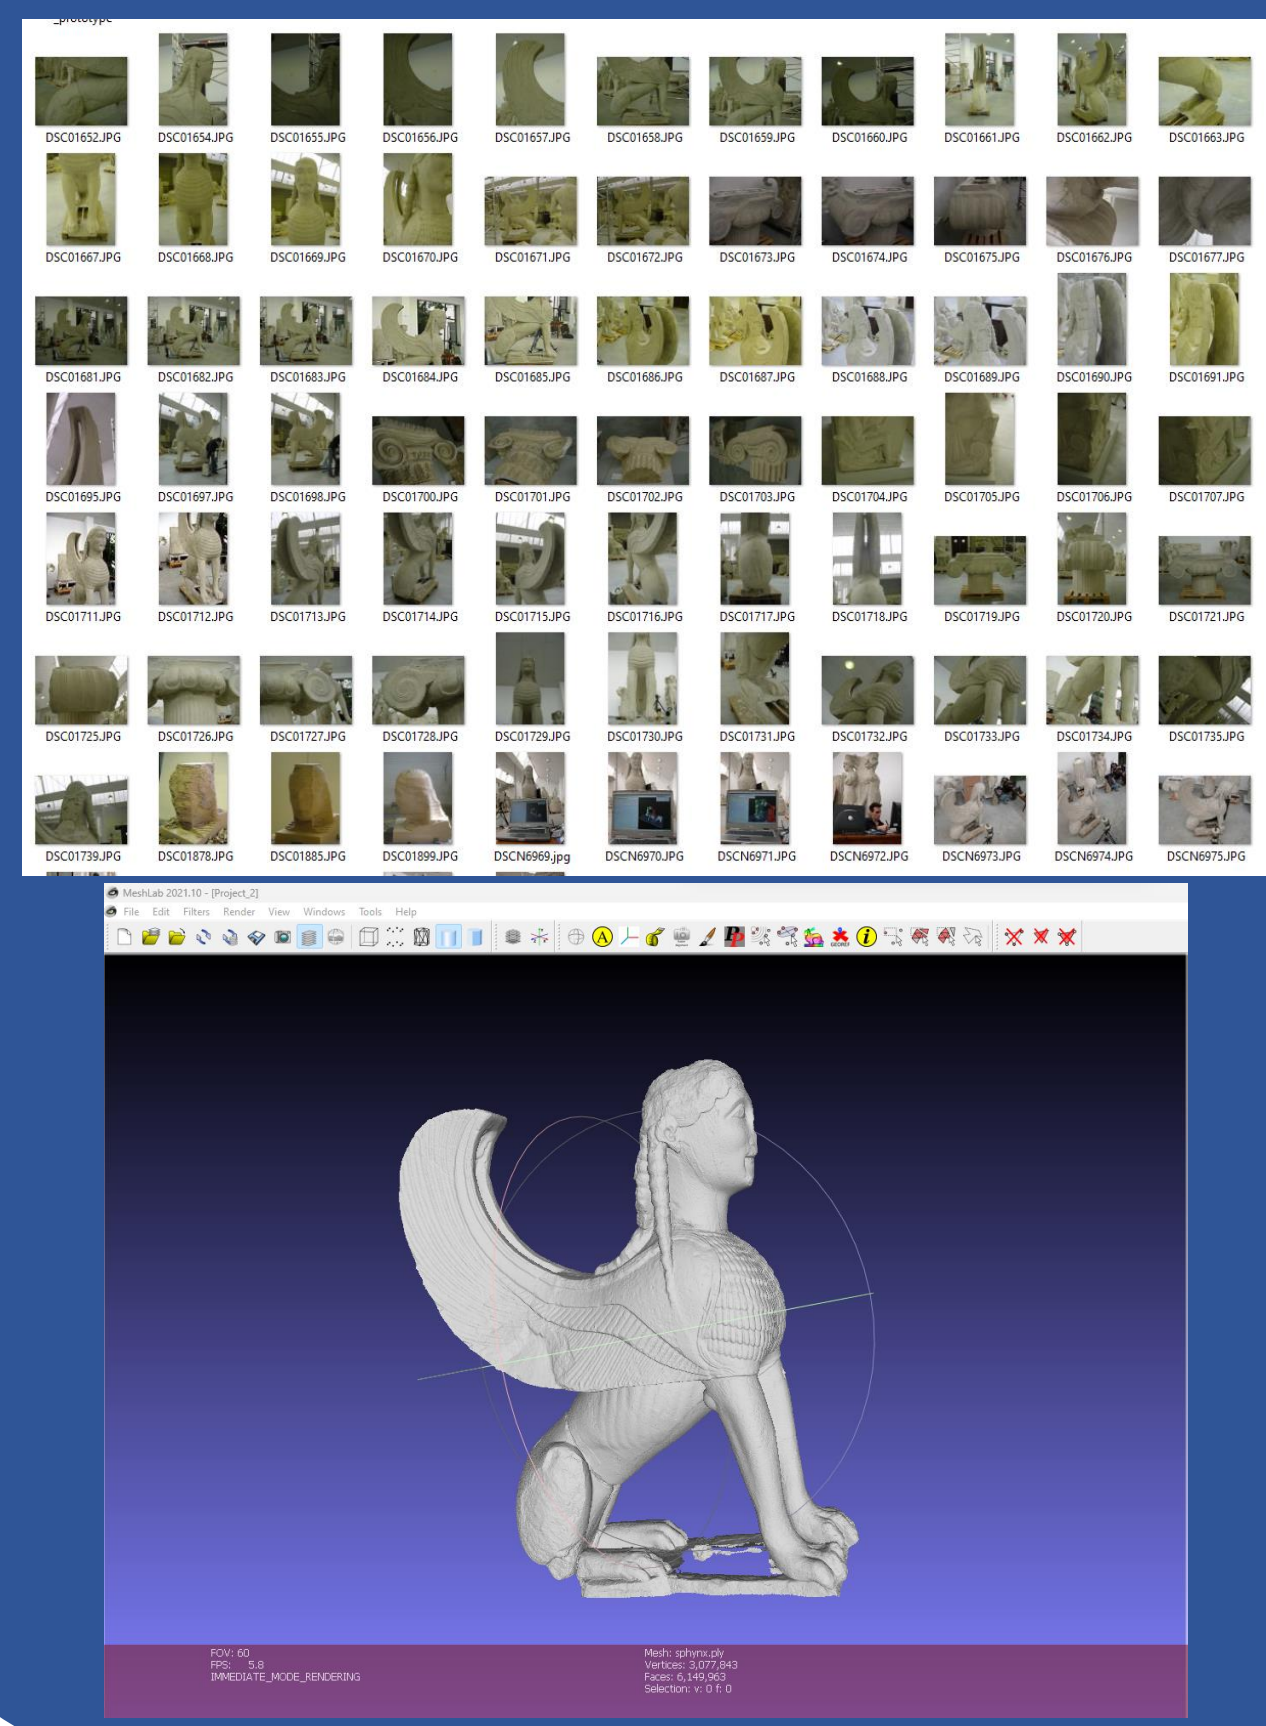 _prototype
DSC01652.JPG DSC01654.JPG DSC01655.JPG DSC01656.JPG DSC01657.JPG DSC01658.JPG DSC01659.JPG DSC01660.JPG DSC01661.JPG DSC01662.JPG DSC01663.JPG
DSC01667.JPG DSC01668.JPG DSC01669.JPG DSC01670.JPG DSC01671.JPG DSC01672.JPG DSC01673.JPG DSC01674.JPG DSC01675.JPG DSC01676.JPG DSC01677.JPG
DSC01681.JPG DSC01682.JPG DSC01683.JPG DSC01684.JPG DSC01685.JPG DSC01686.JPG DSC01687.JPG DSC01688.JPG DSC01689.JPG DSC01690.JPG DSC01691.JPG
DSC01695.JPG DSC01697.JPG DSC01698.JPG DSC01700.JPG DSC01701.JPG DSC01702.JPG DSC01703.JPG DSC01704.JPG DSC01705.JPG DSC01706.JPG DSC01707.JPG
DSC01711.JPG DSC01712.JPG DSC01713.JPG DSC01714.JPG DSC01715.JPG DSC01716.JPG DSC01717.JPG DSC01718.JPG DSC01719.JPG DSC01720.JPG DSC01721.JPG
DSC01725.JPG DSC01726.JPG DSC01727.JPG DSC01728.JPG DSC01729.JPG DSC01730.JPG DSC01731.JPG DSC01732.JPG DSC01733.JPG DSC01734.JPG DSC01735.JPG
DSC01739.JPG DSC01878.JPG DSC01885.JPG DSC01899.JPG DSCN6969.jpg DSCN6970.JPG DSCN6971.JPG DSCN6972.JPG DSCN6973.JPG DSCN6974.JPG DSCN6975.JPG
MeshLab 2021.10 - [Project_2]
File Edit Filters Render View Windows Tools Help
A
PP
GEOREF
i
FOV: 60
FPS: 5.8
IMMEDIATE_MODE_RENDERING
Mesh: sphynx.ply
Vertices: 3,077,843
Faces: 6,149,963
Selection: v: 0 f: 0